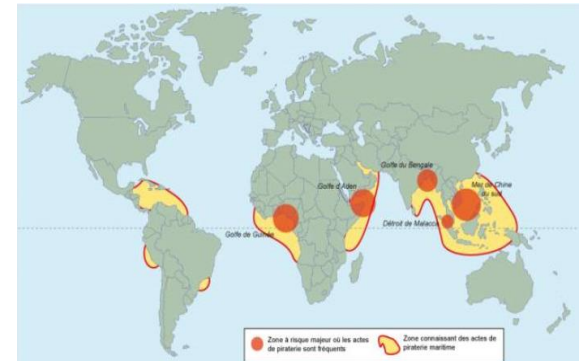 Golfe du Bengale
Golfe d'Aden
Mer de Chine
du sud
Détroit de Malacca
Golfe de Guinée
Zone à risque majeur où les actes
de piraterie sont fréquents
Zone connaissant des actes de
piraterie maritime